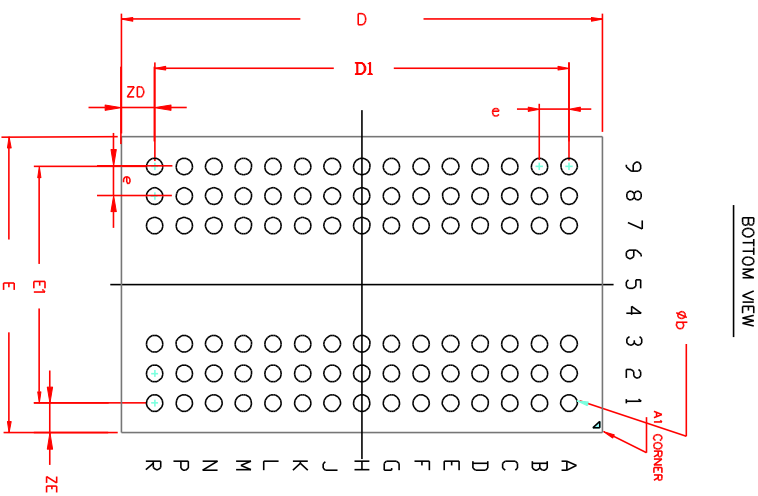 D
D1
ZD
e
e
E
E1
ZE
9
8
7
6
5
4
3
2
1
BOTTOM VIEW
Øb
A1 CORNER
R P N M L K J H G F E D C B A